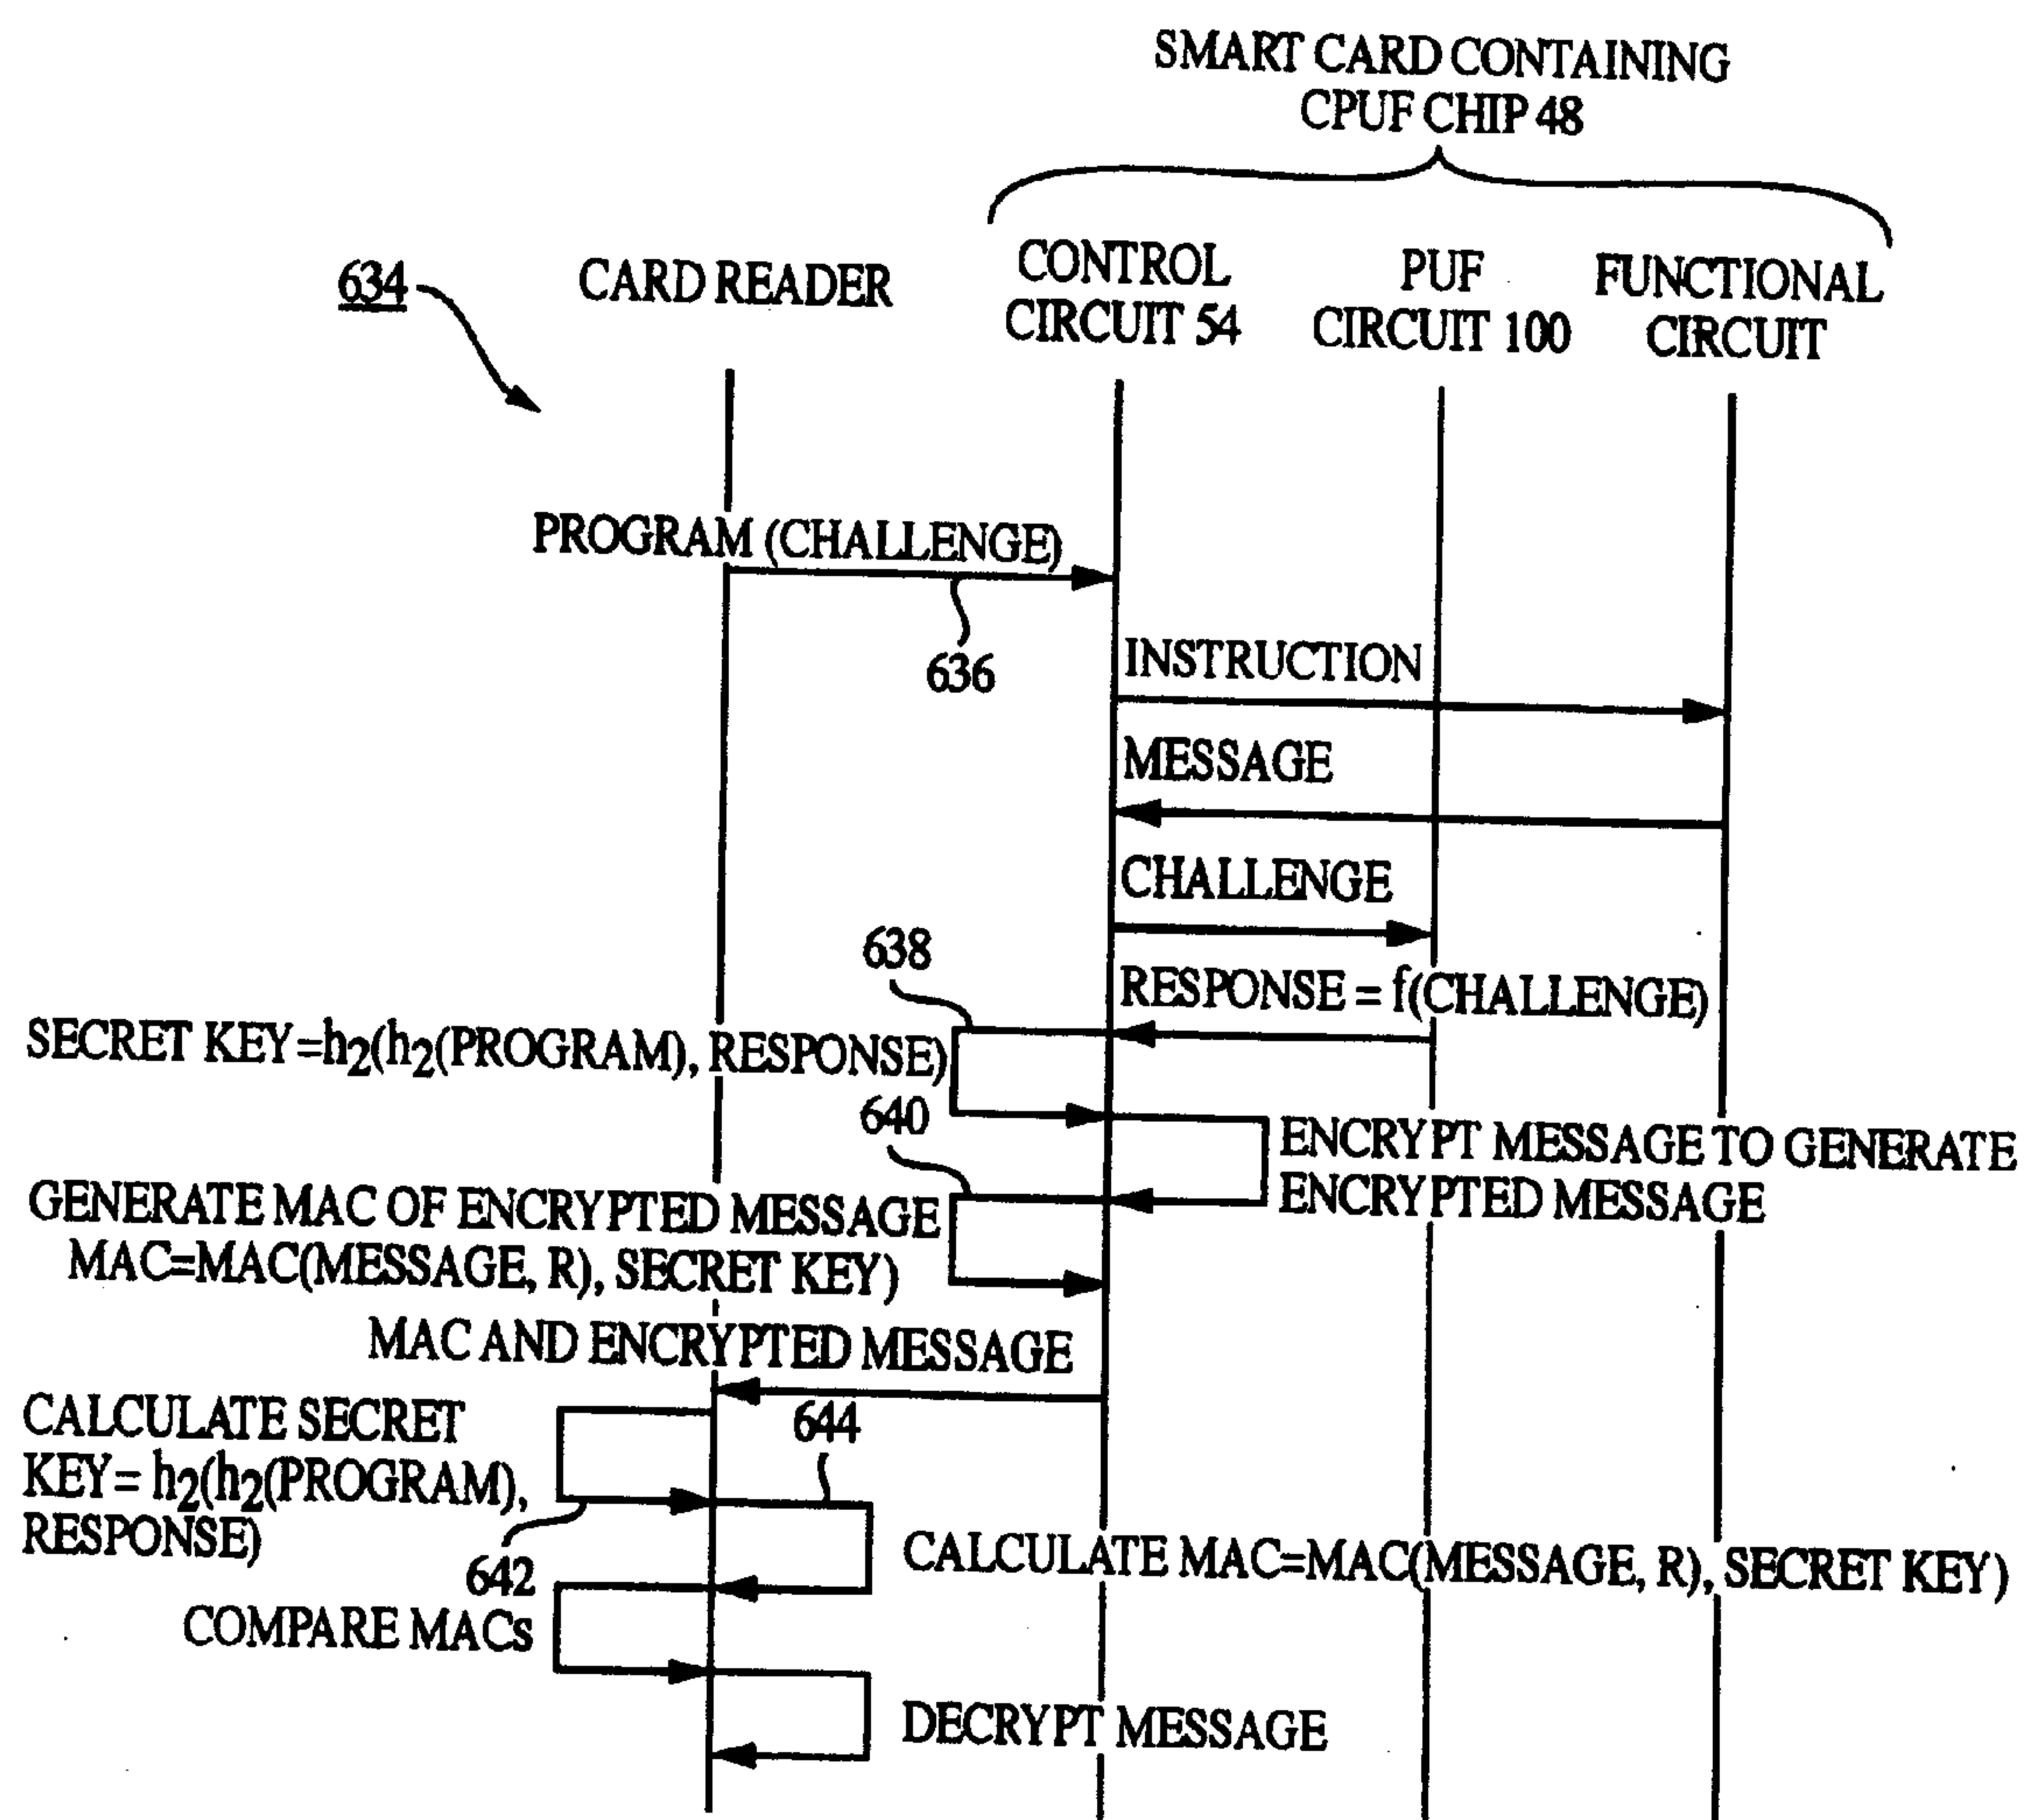 SMART CARD CONTAINING
CPUF CHIP 48
634
CARD READER
CONTROL
CIRCUIT 54
PUF
CIRCUIT 100
FUNCTIONAL
CIRCUIT
PROGRAM (CHALLENGE)
636
INSTRUCTION
MESSAGE
CHALLENGE
638
RESPONSE = f(CHALLENGE)
SECRET KEY=h2(h2(PROGRAM), RESPONSE)
640
ENCRYPT MESSAGE TO GENERATE
ENCRYPTED MESSAGE
GENERATE MAC OF ENCRYPTED MESSAGE
MAC=MAC(MESSAGE, R), SECRET KEY)
MAC AND ENCRYPTED MESSAGE
CALCULATE SECRET
KEY= h2(h2(PROGRAM),
RESPONSE)
644
642
CALCULATE MAC=MAC(MESSAGE, R), SECRET KEY)
COMPARE MACs
DECRYPT MESSAGE